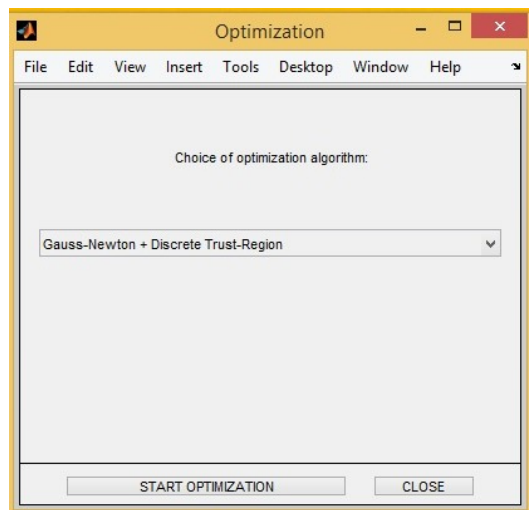 Optimization
File Edit View Insert Tools Desktop Window Help
Choice of optimization algorithm:
Gauss-Newton + Discrete Trust-Region
START OPTIMIZATION CLOSE